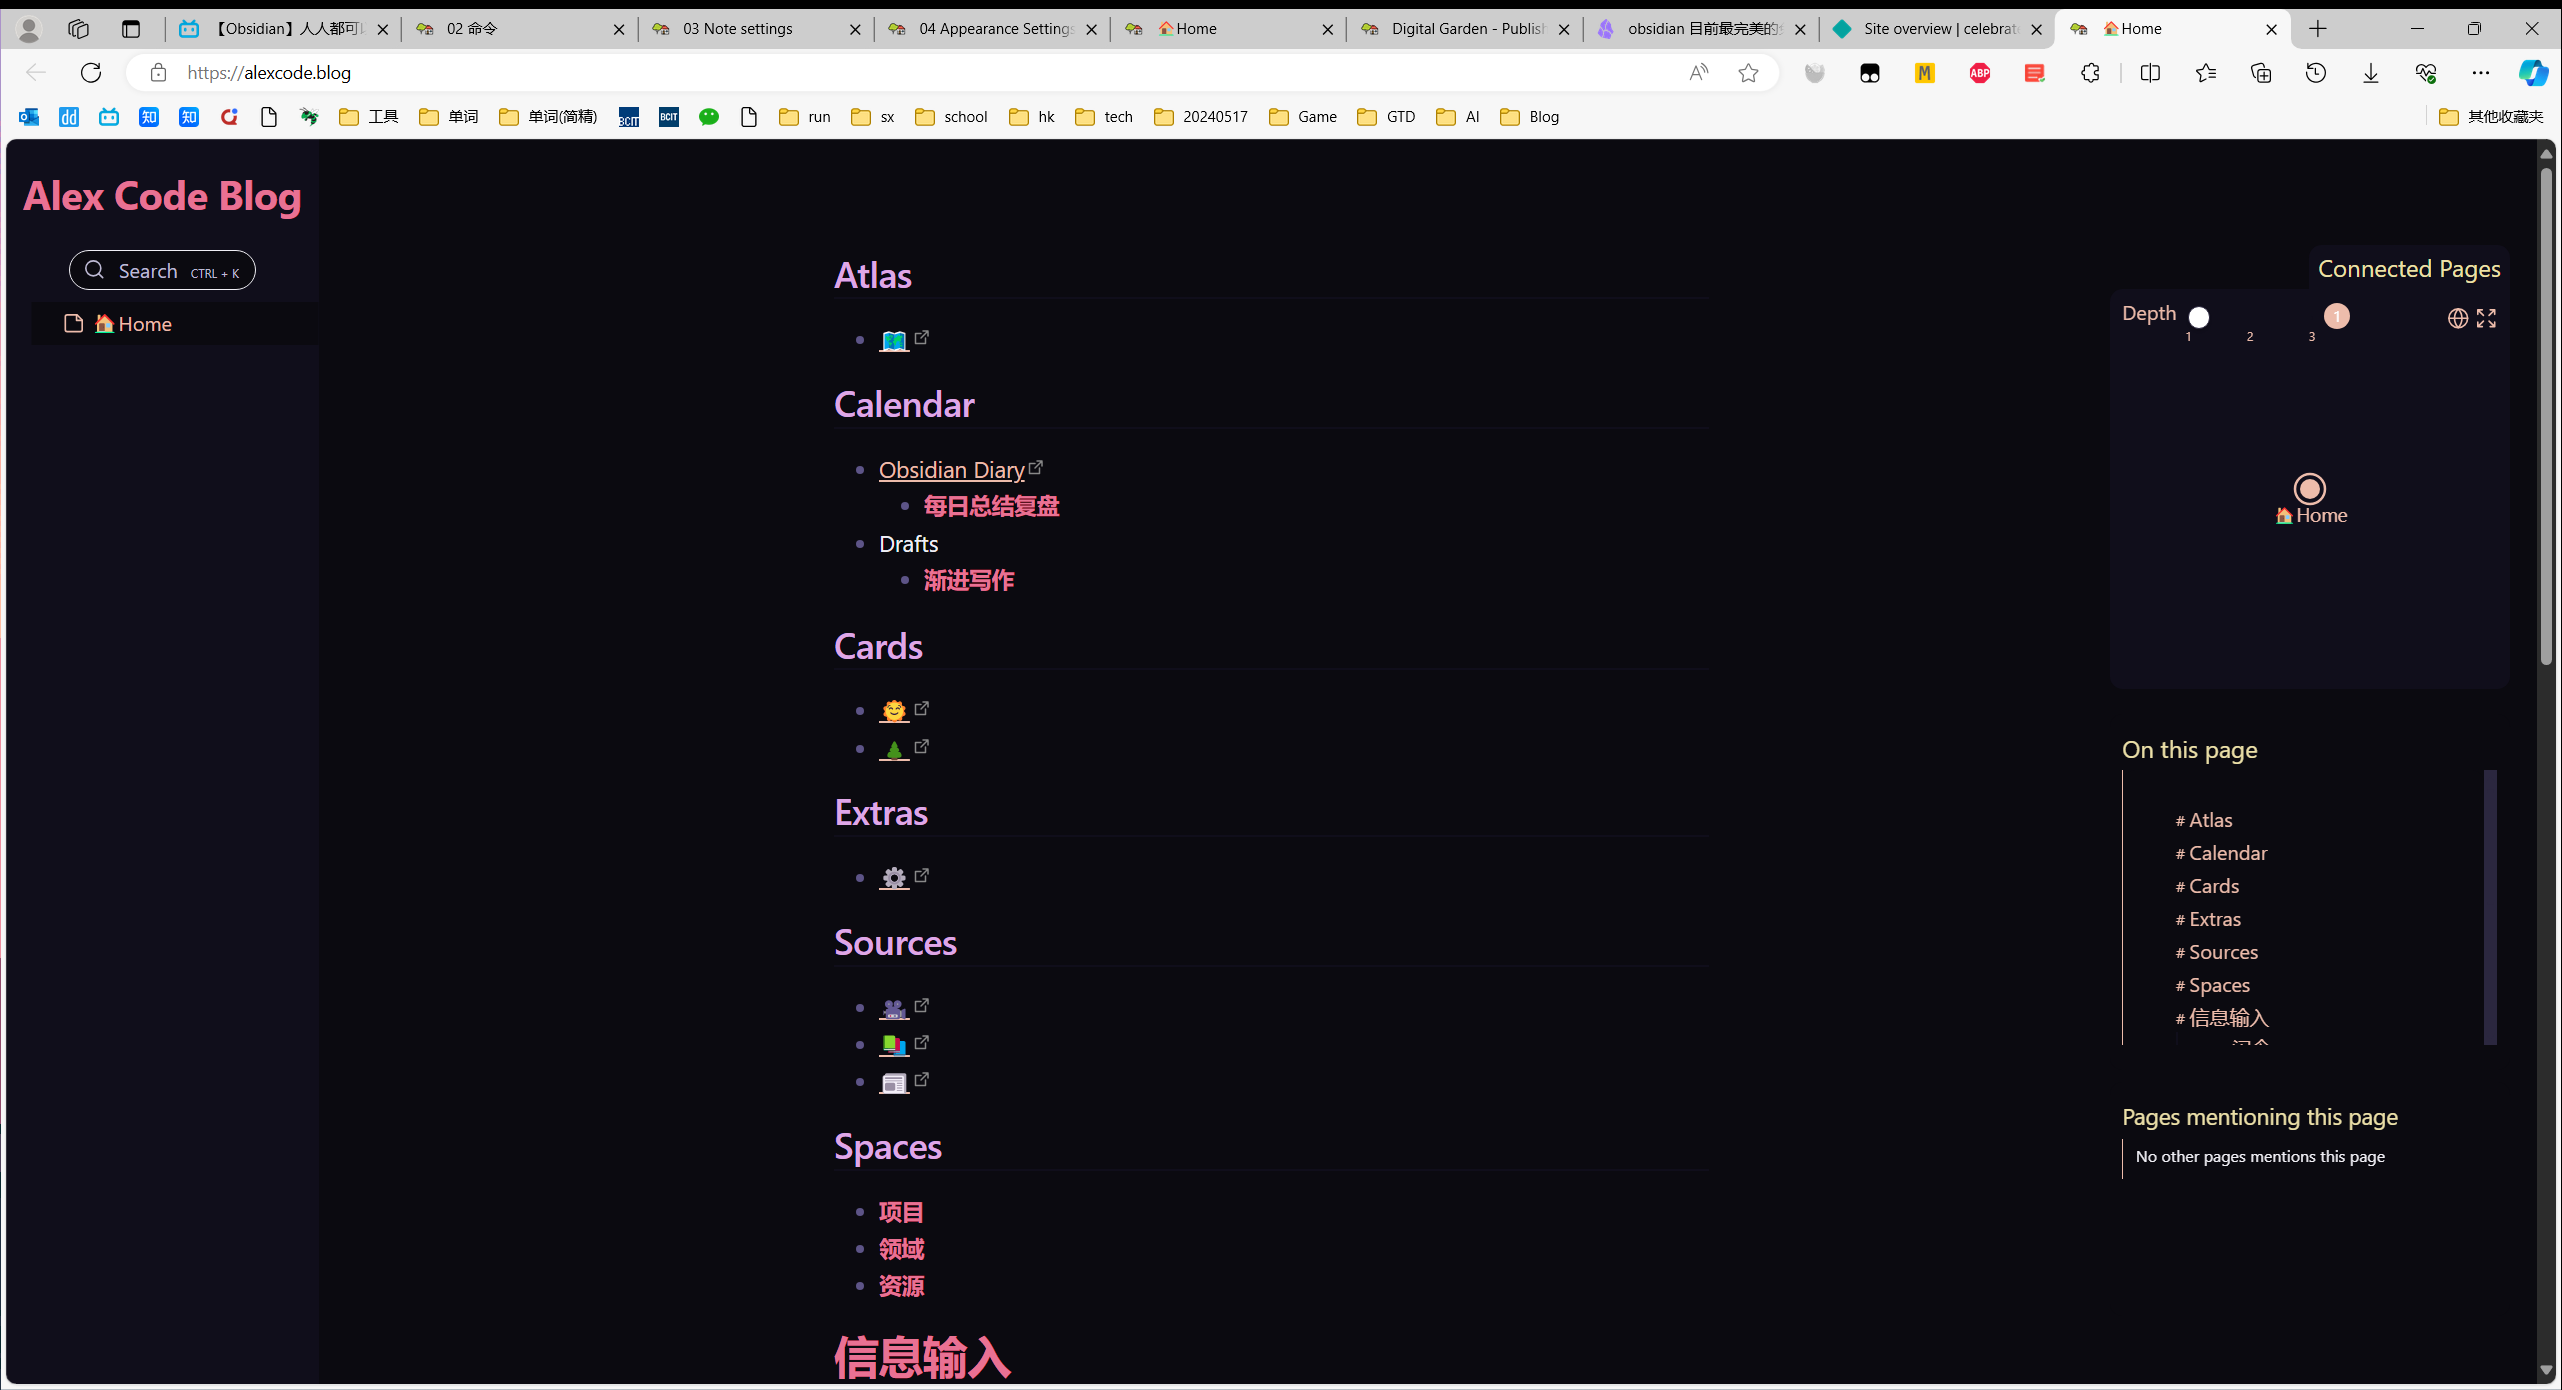 【Obsidian】人人都可以
02 命令
03 Note settings
04 Appearance Settings
🏠Home
Digital Garden - Publish
obsidian 目前最完美的
Site overview | celebrate
🏠Home
https://alexcode.blog
工具
单词
单词(简精)
run
sx
school
hk
tech
20240517
Game
GTD
AI
Blog
其他收藏夹
Alex Code Blog
Search CTRL + K
🏠Home
Atlas
Calendar
Obsidian Diary
每日总结复盘
Drafts
渐进写作
Cards
Extras
Sources
Spaces
项目
领域
资源
信息输入
Connected Pages
Depth
1 2 3
1
🏠Home
On this page
# Atlas
# Calendar
# Cards
# Extras
# Sources
# Spaces
# 信息输入
Pages mentioning this page
No other pages mentions this page